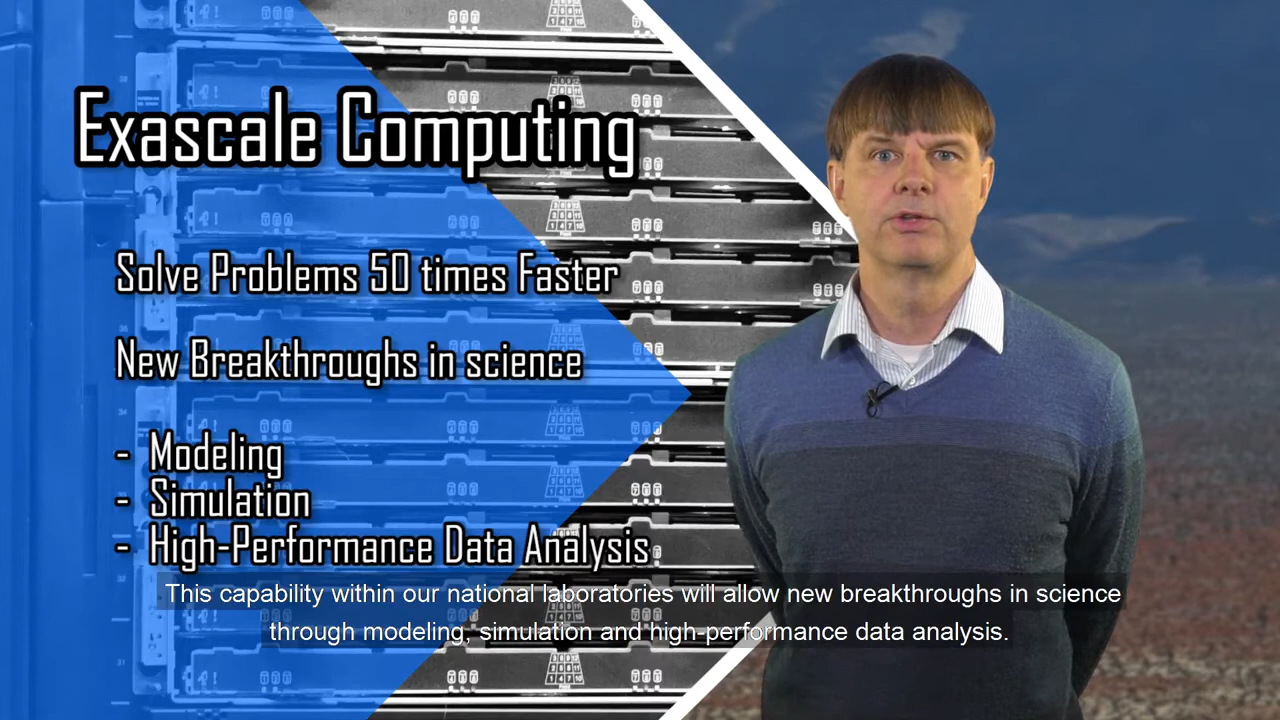 Exascale Computing
Solve Problems 50 times Faster
New Breakthroughs in science
- Modeling
- Simulation
- High-Performance Data Analysis
This capability within our national laboratories will allow new breakthroughs in science
through modeling, simulation and high-performance data analysis.